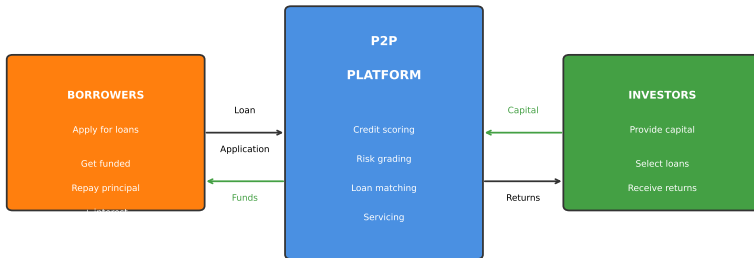 BORROWERS
Apply for loans
Get funded
Repay principal
Loan
Application
Funds
P2P
PLATFORM
Credit scoring
Risk grading
Loan matching
Servicing
Capital
Returns
INVESTORS
Provide capital
Select loans
Receive returns